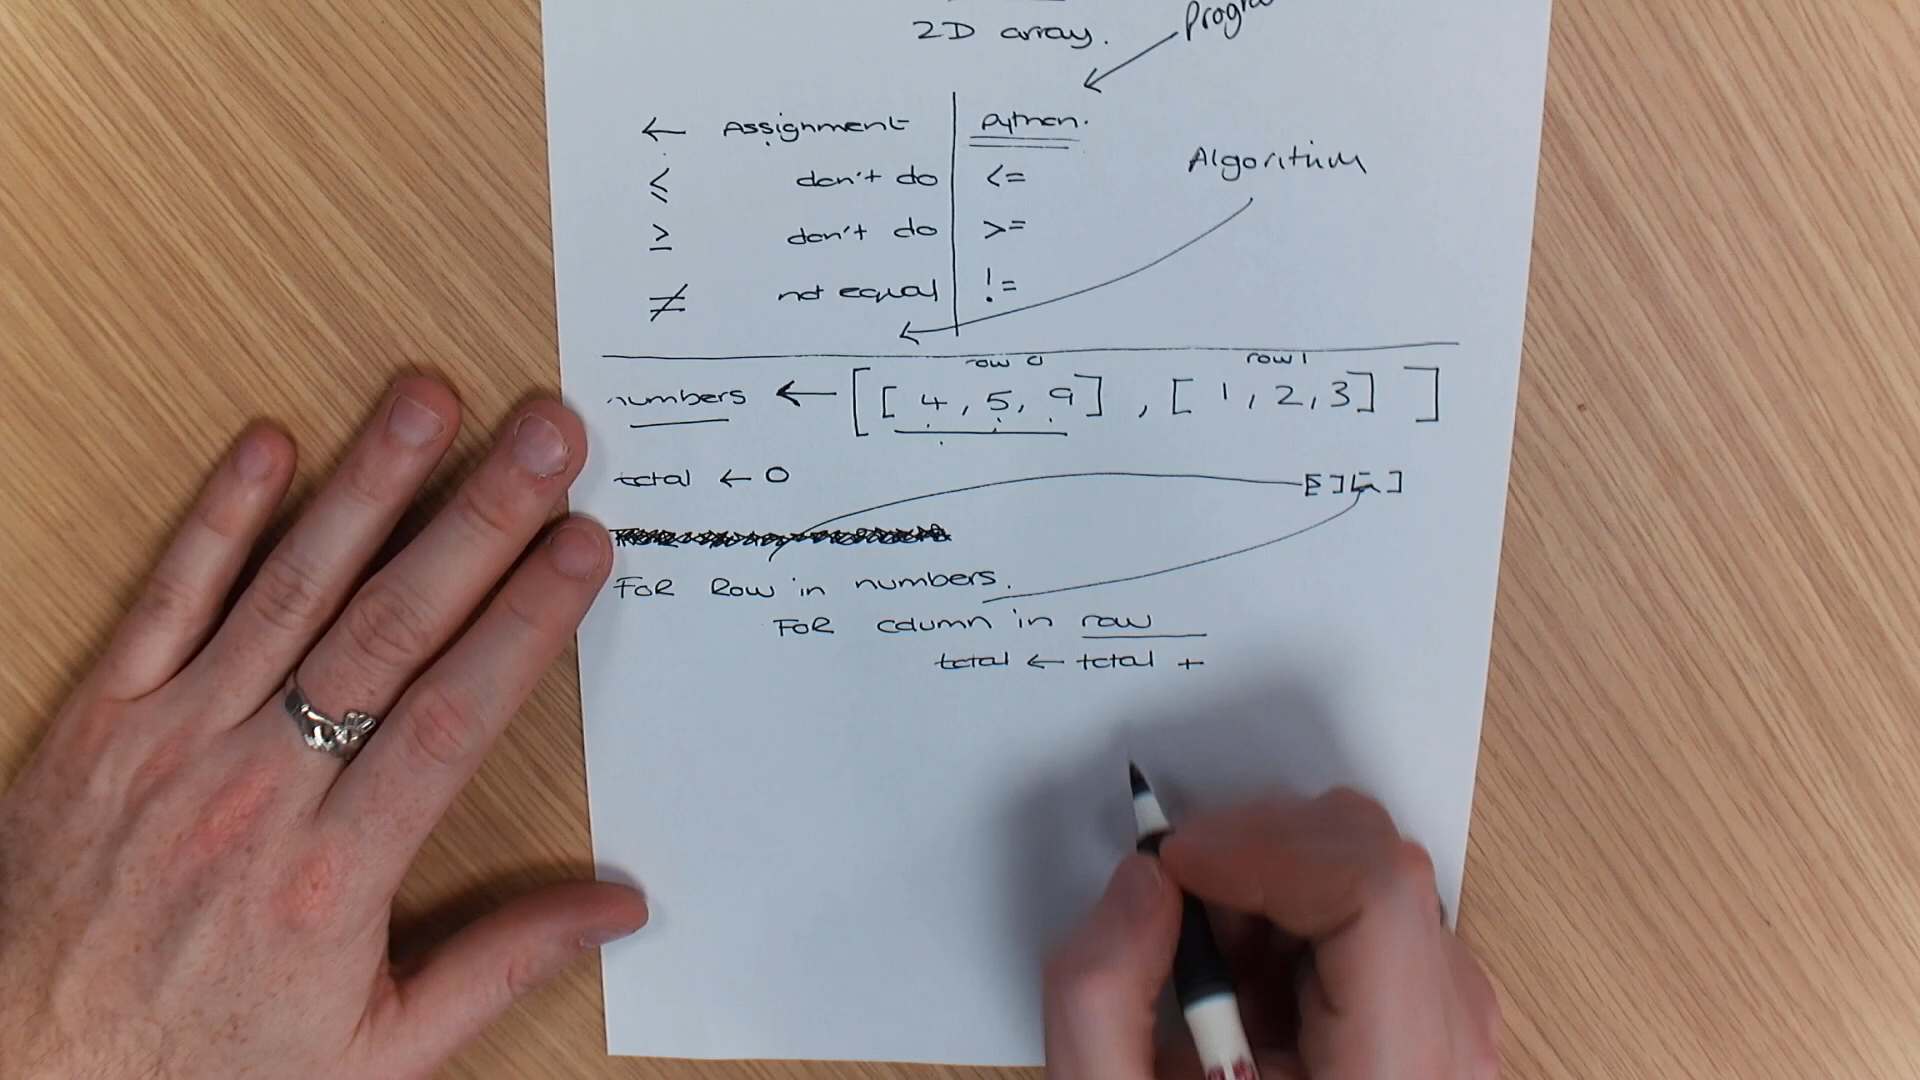 2D array.
← Assignment Python.
≤ don't do <=
≥ don't do >=
≠ not equal !=
Algorithm
row 0 row 1
numbers ← [[4, 5, 9], [1, 2, 3]]
total ← 0 [ ][ ]
FOR Row in numbers.
FOR column in row
total ← total +